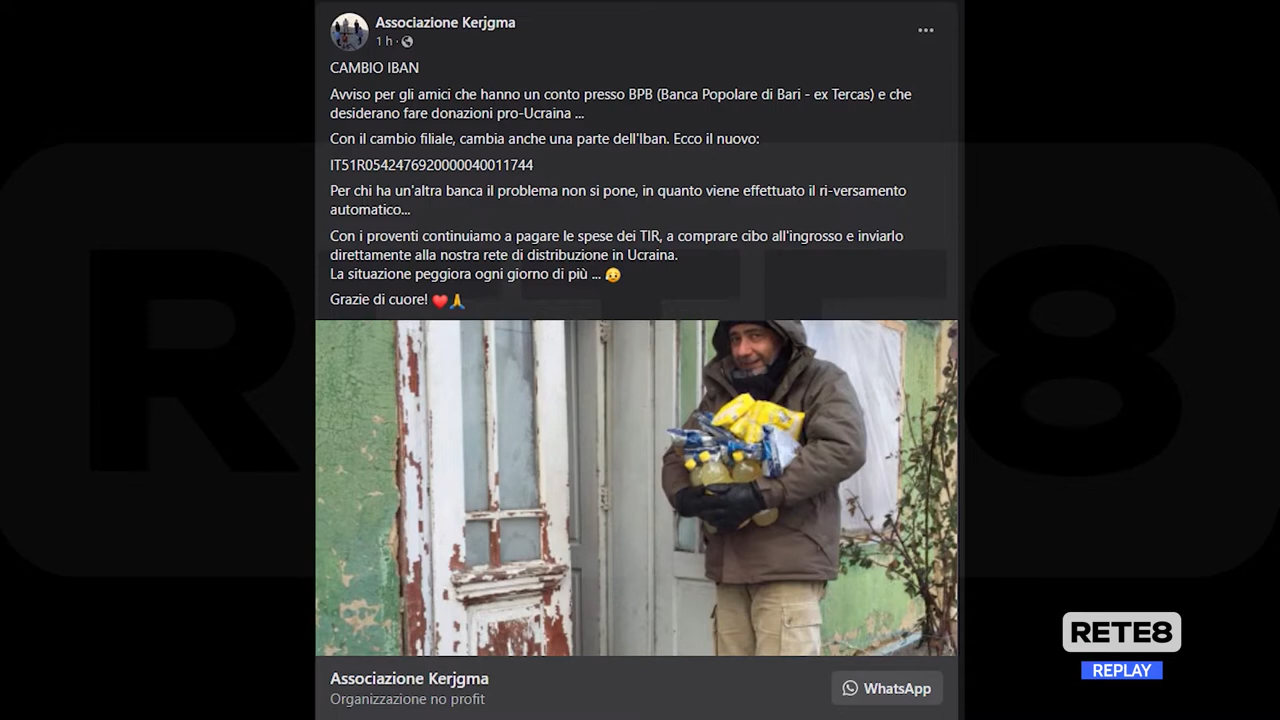 Associazione Kerjgma
1 h ·
CAMBIO IBAN
Avviso per gli amici che hanno un conto presso BPB (Banca Popolare di Bari - ex Tercas) e che
desiderano fare donazioni pro-Ucraina ...
Con il cambio filiale, cambia anche una parte dell'Iban. Ecco il nuovo:
IT51R0542476920000040011744
Per chi ha un'altra banca il problema non si pone, in quanto viene effettuato il ri-versamento
automatico...
Con i proventi continuiamo a pagare le spese dei TIR, a comprare cibo all'ingrosso e inviarlo
direttamente alla nostra rete di distribuzione in Ucraina.
La situazione peggiora ogni giorno di più ... 😥
Grazie di cuore! ❤️🙏
Associazione Kerjgma
Organizzazione no profit
WhatsApp
RETE8
REPLAY
RETE8